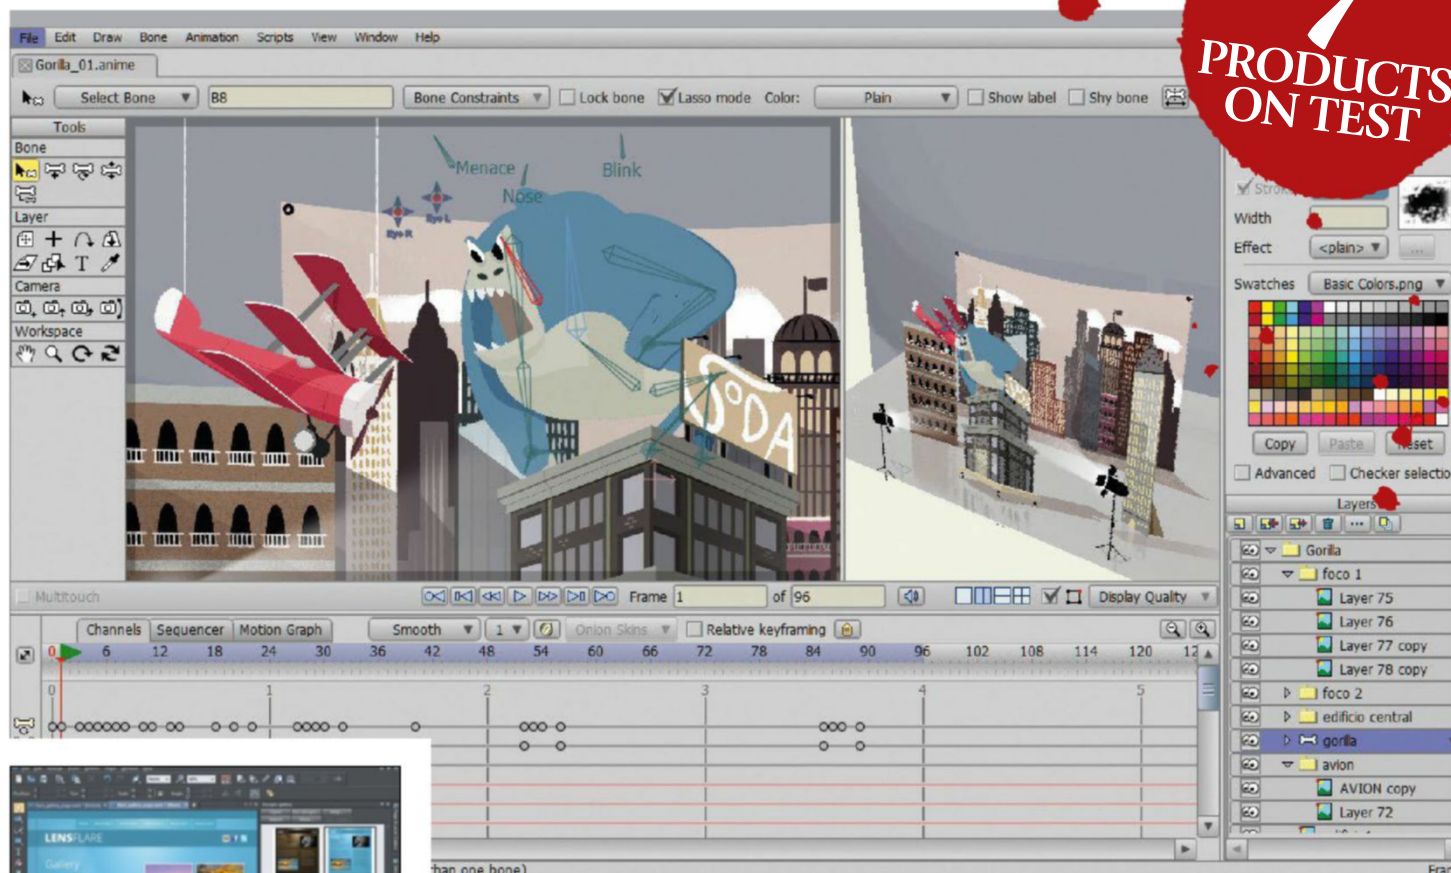 PRODUCTS
ON TEST
File Edit Draw Bone Animation Scripts View Window Help
Gorilla_01.anime
Select Bone B8 Bone Constraints Lock bone Lasso mode Color: Plain Show label Shy bone
Tools
Bone
Layer
T
Camera
Workspace
Menace
Blink
Nose
Eye R
Eye L
SODA
Width
Effect <plain> ...
Swatches Basic Colors.png
Copy Paste
Advanced Checker
Layers
Gorilla
foco 1
Layer 75
Layer 76
Layer 77 copy
Layer 78 copy
foco 2
edificio central
gorilla
avion
AVION copy
Layer 72
Multitouch Frame 1 of 96 Display Quality
Channels Sequencer Motion Graph Smooth 1 Onion Skins Relative keyframing
0 6 12 18 24 30 36 42 48 54 60 66 72 78 84 90 96 102 108 114 120
0 1 2 3 4 5
than one bone)
LENSFLARE
Gallery